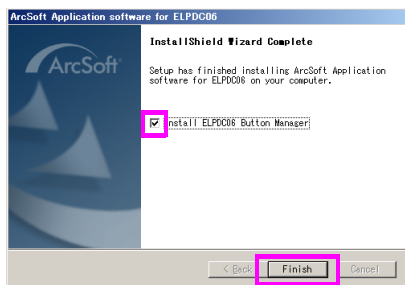 ArcSoft Application software for ELPDC06
ArcSoft
InstallShield Wizard Complete
Setup has finished installing ArcSoft Application
software for ELPDC06 on your computer.
Install ELPDC06 Button Manager
< Back
Finish
Cancel